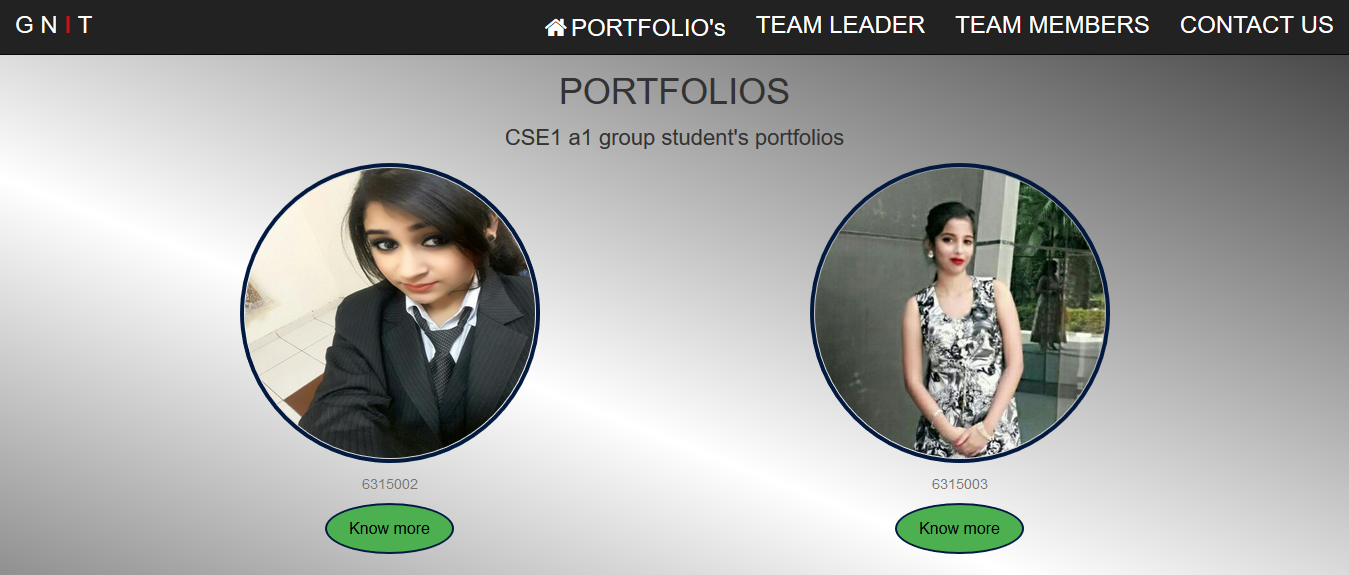 GNIT
PORTFOLIO's TEAM LEADER TEAM MEMBERS CONTACT US
PORTFOLIOS
CSE1 a1 group student's portfolios
6315002
6315003
Know more
Know more